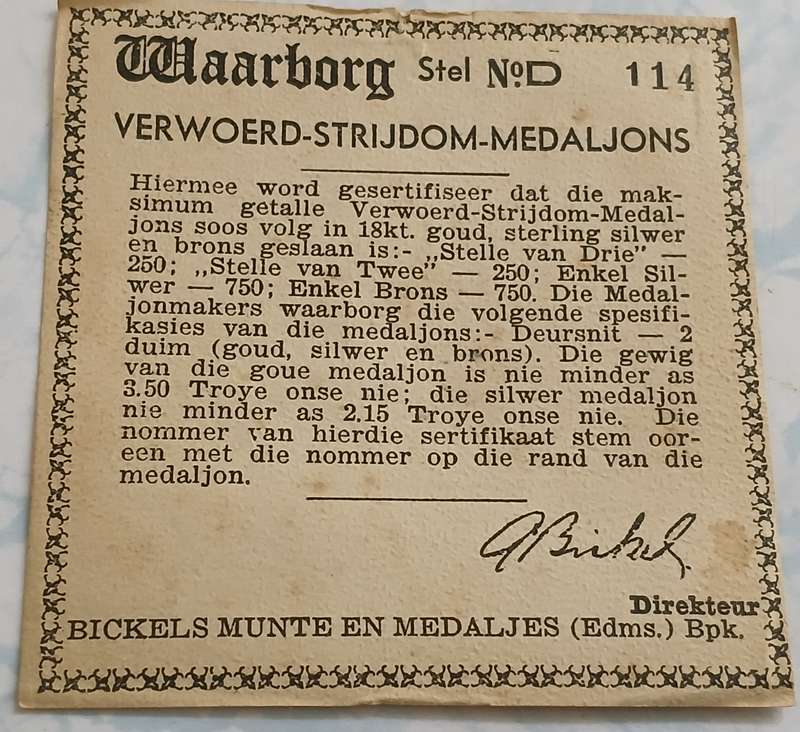 Waarborg Stel No D 114
VERWOERD-STRIJDOM-MEDALJONS
Hiermee word gesertifiseer dat die mak-
simum getalle Verwoerd-Strijdom-Medal-
jons soos volg in 18kt. goud, sterling silwer
en brons geslaan is:- „Stelle van Drie” —
250; „Stelle van Twee” — 250; Enkel Sil-
wer — 750; Enkel Brons — 750. Die Medal-
jonmakers waarborg die volgende spesifi-
kasies van die medaljons:- Deursnit — 2
duim (goud, silwer en brons). Die gewig
van die goue medaljon is nie minder as
3.50 Troye onse nie; die silwer medaljon
nie minder as 2.15 Troye onse nie. Die
nommer van hierdie sertifikaat stem oor-
een met die nommer op die rand van die
medaljon.
A Bickel
Direkteur
BICKELS MUNTE EN MEDALJES (Edms.) Bpk.